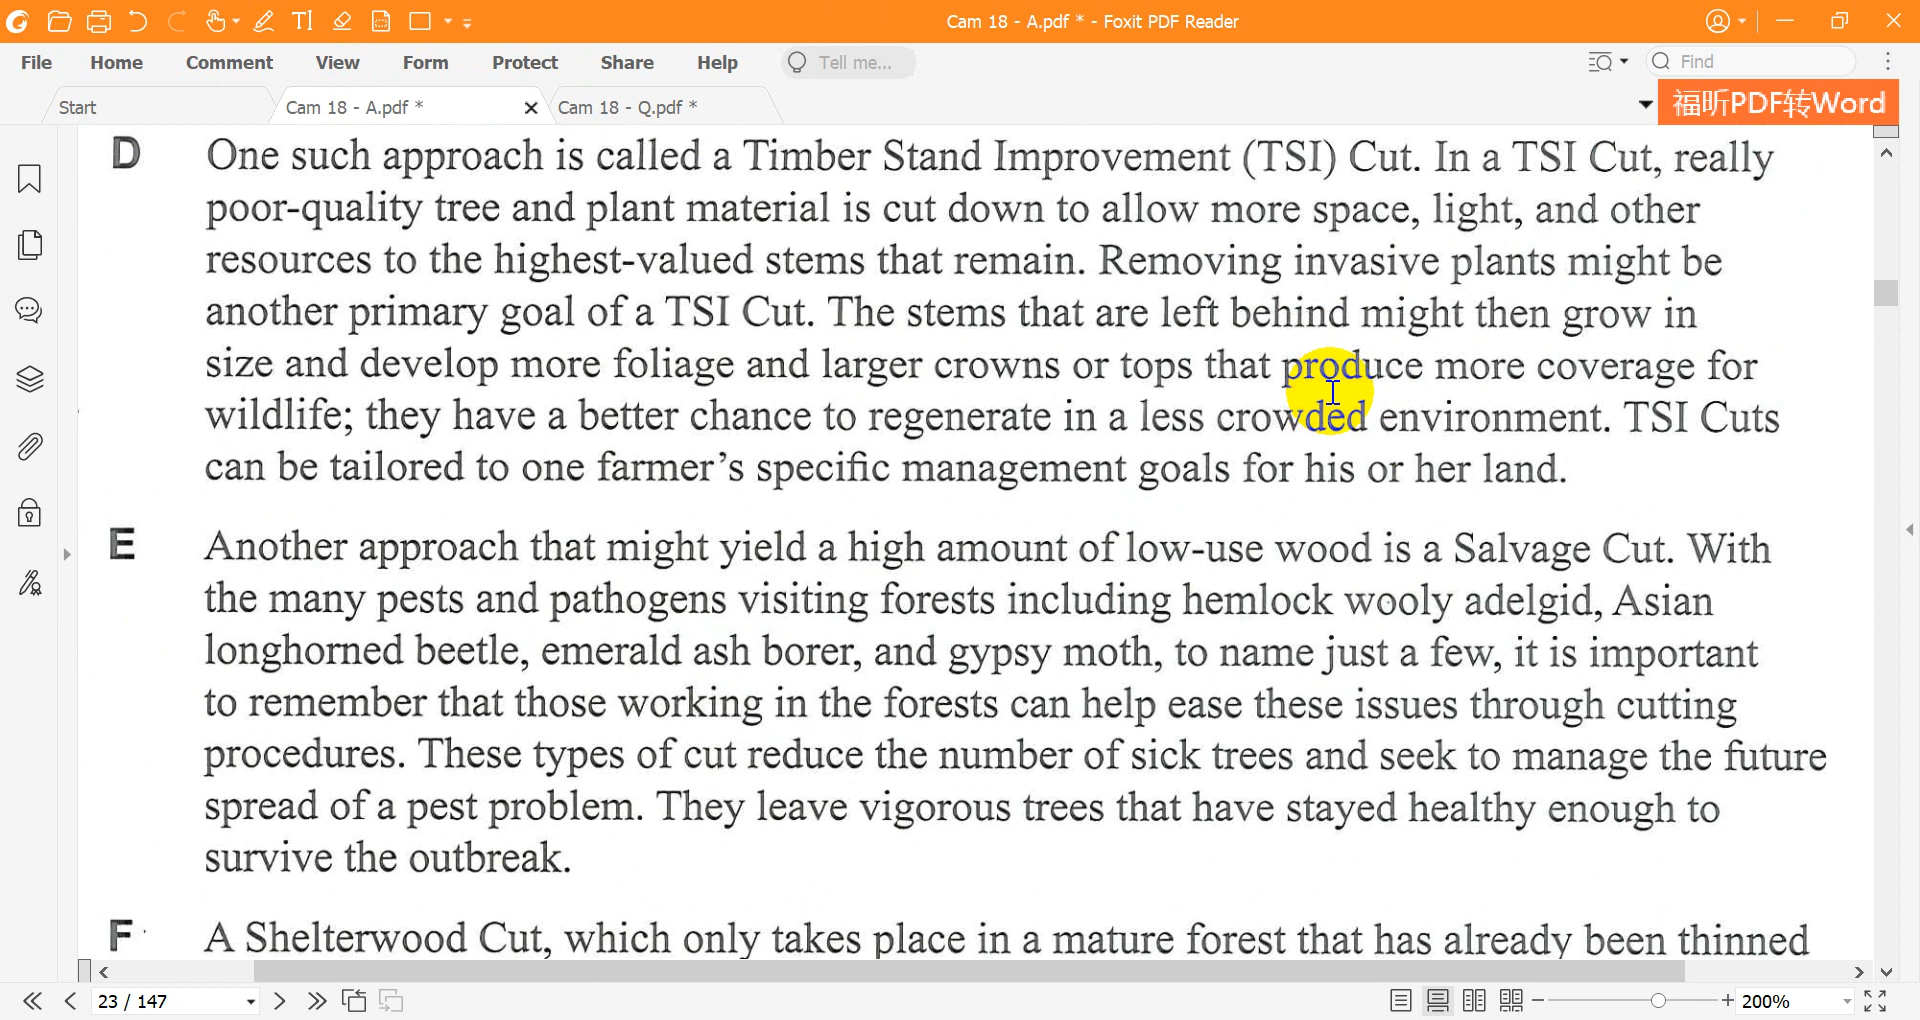 Cam 18 - A.pdf * - Foxit PDF Reader
File Home Comment View Form Protect Share Help Tell me... Find
Start Cam 18 - A.pdf * Cam 18 - Q.pdf * 福昕PDF转Word
D One such approach is called a Timber Stand Improvement (TSI) Cut. In a TSI Cut, really
poor-quality tree and plant material is cut down to allow more space, light, and other
resources to the highest-valued stems that remain. Removing invasive plants might be
another primary goal of a TSI Cut. The stems that are left behind might then grow in
size and develop more foliage and larger crowns or tops that produce more coverage for
wildlife; they have a better chance to regenerate in a less crowded environment. TSI Cuts
can be tailored to one farmer's specific management goals for his or her land.
E Another approach that might yield a high amount of low-use wood is a Salvage Cut. With
the many pests and pathogens visiting forests including hemlock wooly adelgid, Asian
longhorned beetle, emerald ash borer, and gypsy moth, to name just a few, it is important
to remember that those working in the forests can help ease these issues through cutting
procedures. These types of cut reduce the number of sick trees and seek to manage the future
spread of a pest problem. They leave vigorous trees that have stayed healthy enough to
survive the outbreak.
F A Shelterwood Cut, which only takes place in a mature forest that has already been thinned
23 / 147 200%